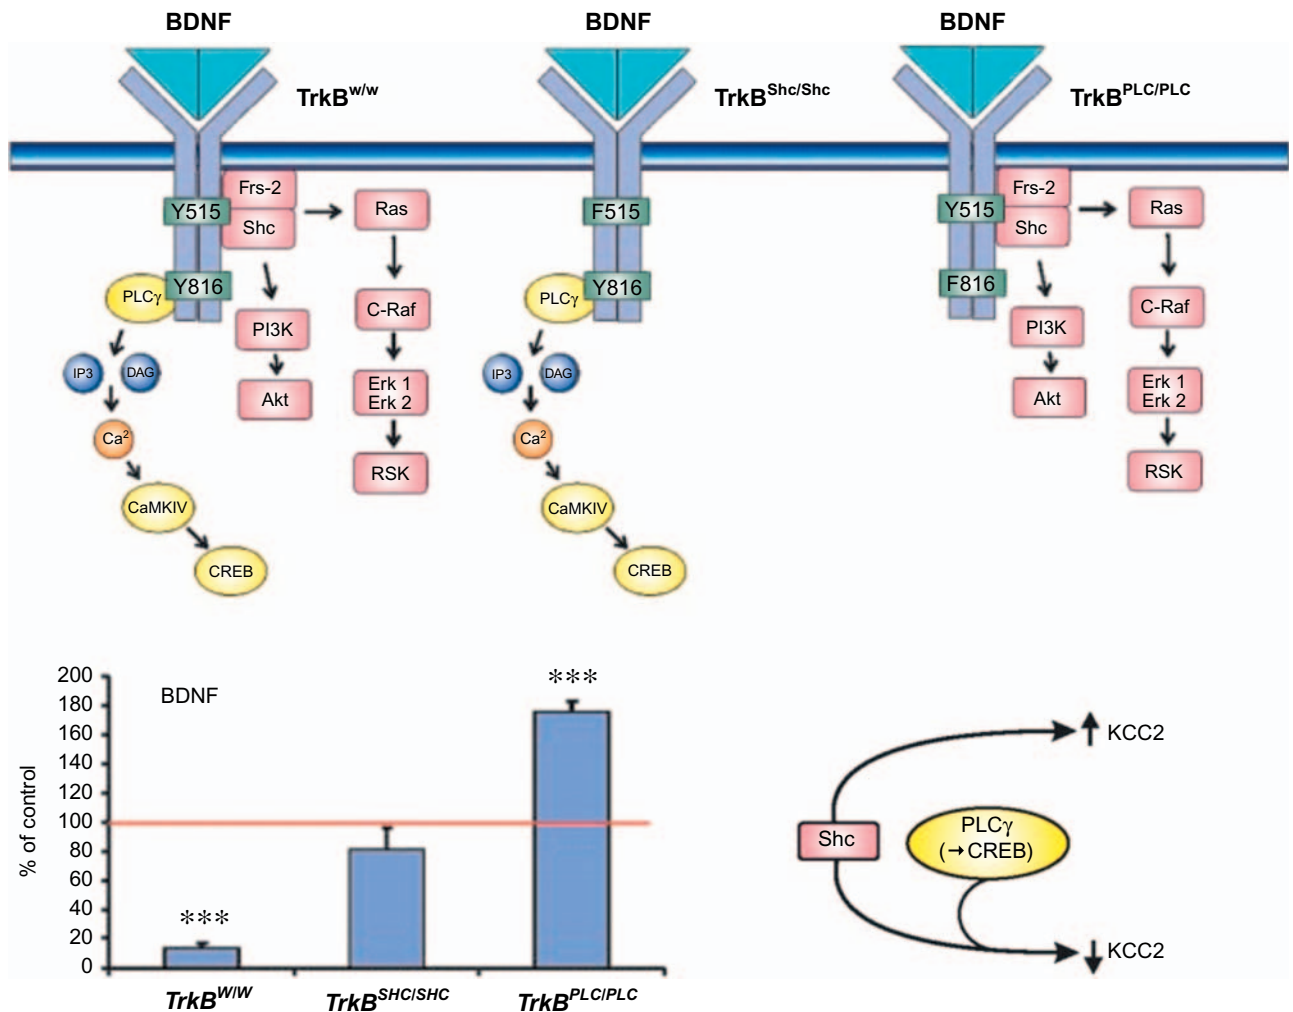 BDNF
BDNF
BDNF
TrkBw/w
TrkBShc/Shc
TrkBPLC/PLC
Frs-2
Y515
Shc
Ras
Y816
PLCγ
C-Raf
PI3K
IP3
DAG
Erk 1
Erk 2
Akt
Ca2
RSK
CaMKIV
CREB
F515
Y816
PLCγ
IP3
DAG
Ca2
CaMKIV
CREB
Frs-2
Y515
Shc
Ras
F816
C-Raf
PI3K
Erk 1
Erk 2
Akt
RSK
200
180
160
140
120
100
80
60
40
20
0
% of control
BDNF
***
***
TrkBW/W
TrkBSHC/SHC
TrkBPLC/PLC
KCC2
Shc
PLCγ
(→CREB)
KCC2